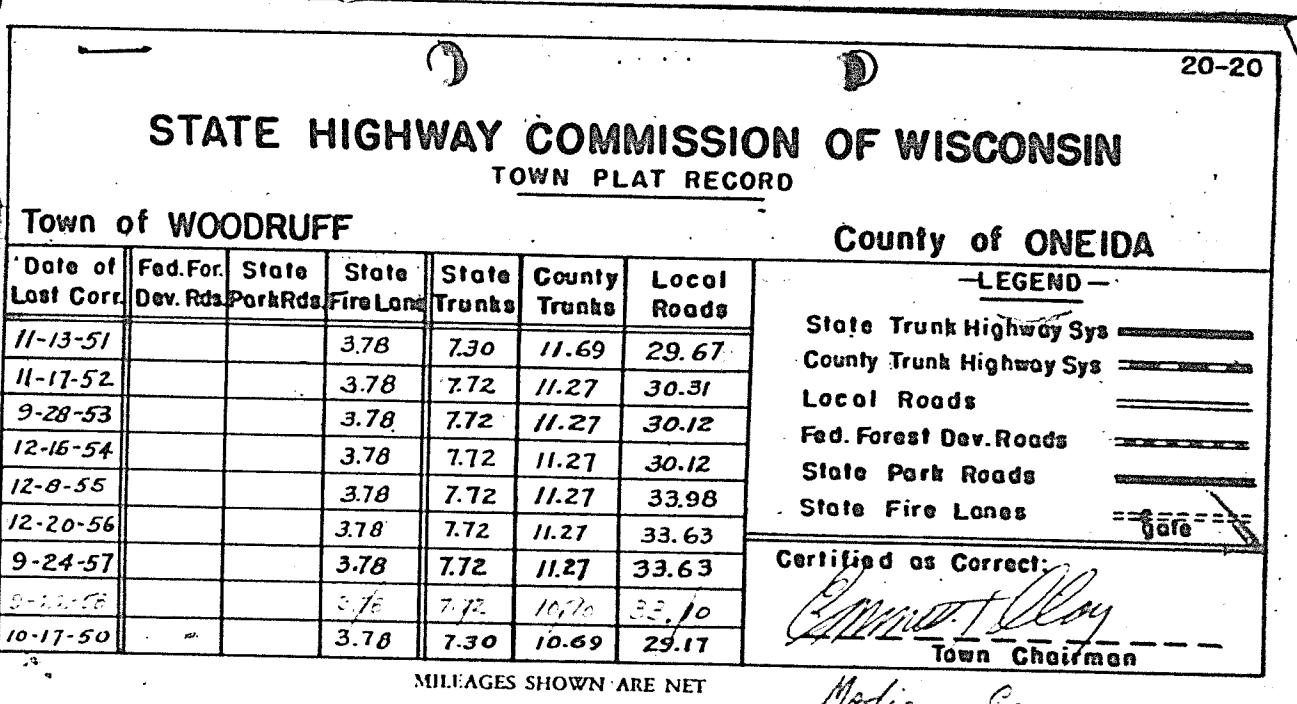 20-20
STATE HIGHWAY COMMISSION OF WISCONSIN
TOWN PLAT RECORD
Town of WOODRUFF
County of ONEIDA
Date of Last Corr. Fed. For. Dev. Rds. State Park Rds. State Fire Lane State Trunks County Trunks Local Roads
11-13-51 3.78 7.30 11.69 29.67
11-17-52 3.78 7.72 11.27 30.31
9-28-53 3.78 7.72 11.27 30.12
12-16-54 3.78 7.72 11.27 30.12
12-8-55 3.78 7.72 11.27 33.98
12-20-56 3.78 7.72 11.27 33.63
9-24-57 3.78 7.72 11.27 33.63
3.78 7.72
10-17-50 3.78 7.30 10.69 29.17
—LEGEND—
State Trunk Highway Sys
County Trunk Highway Sys
Local Roads
Fed. Forest Dev. Roads
State Park Roads
State Fire Lanes
gate
Certified as Correct:
Town Chairman
MILEAGES SHOWN ARE NET